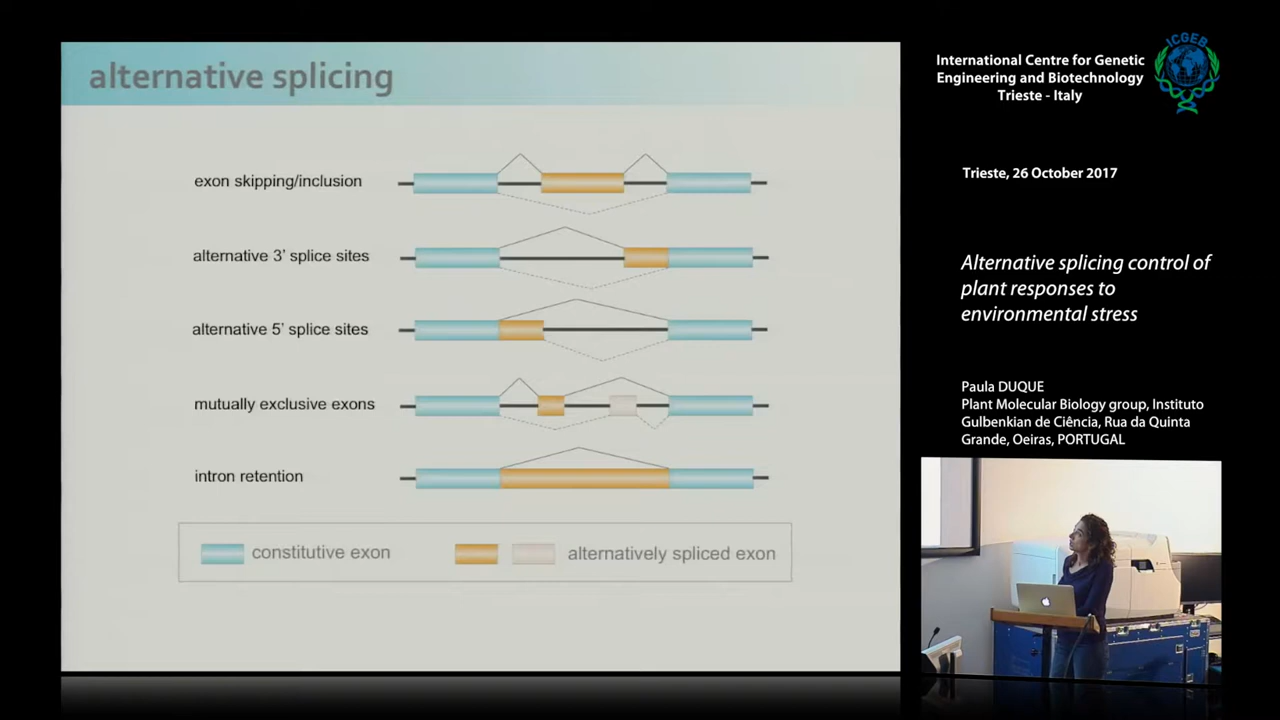 alternative splicing
exon skipping/inclusion
alternative 3' splice sites
alternative 5' splice sites
mutually exclusive exons
intron retention
constitutive exon
alternatively spliced exon
International Centre for Genetic
Engineering and Biotechnology
Trieste - Italy
ICGEB
Trieste, 26 October 2017
Alternative splicing control of
plant responses to
environmental stress
Paula DUQUE
Plant Molecular Biology group, Instituto
Gulbenkian de Ciência, Rua da Quinta
Grande, Oeiras, PORTUGAL